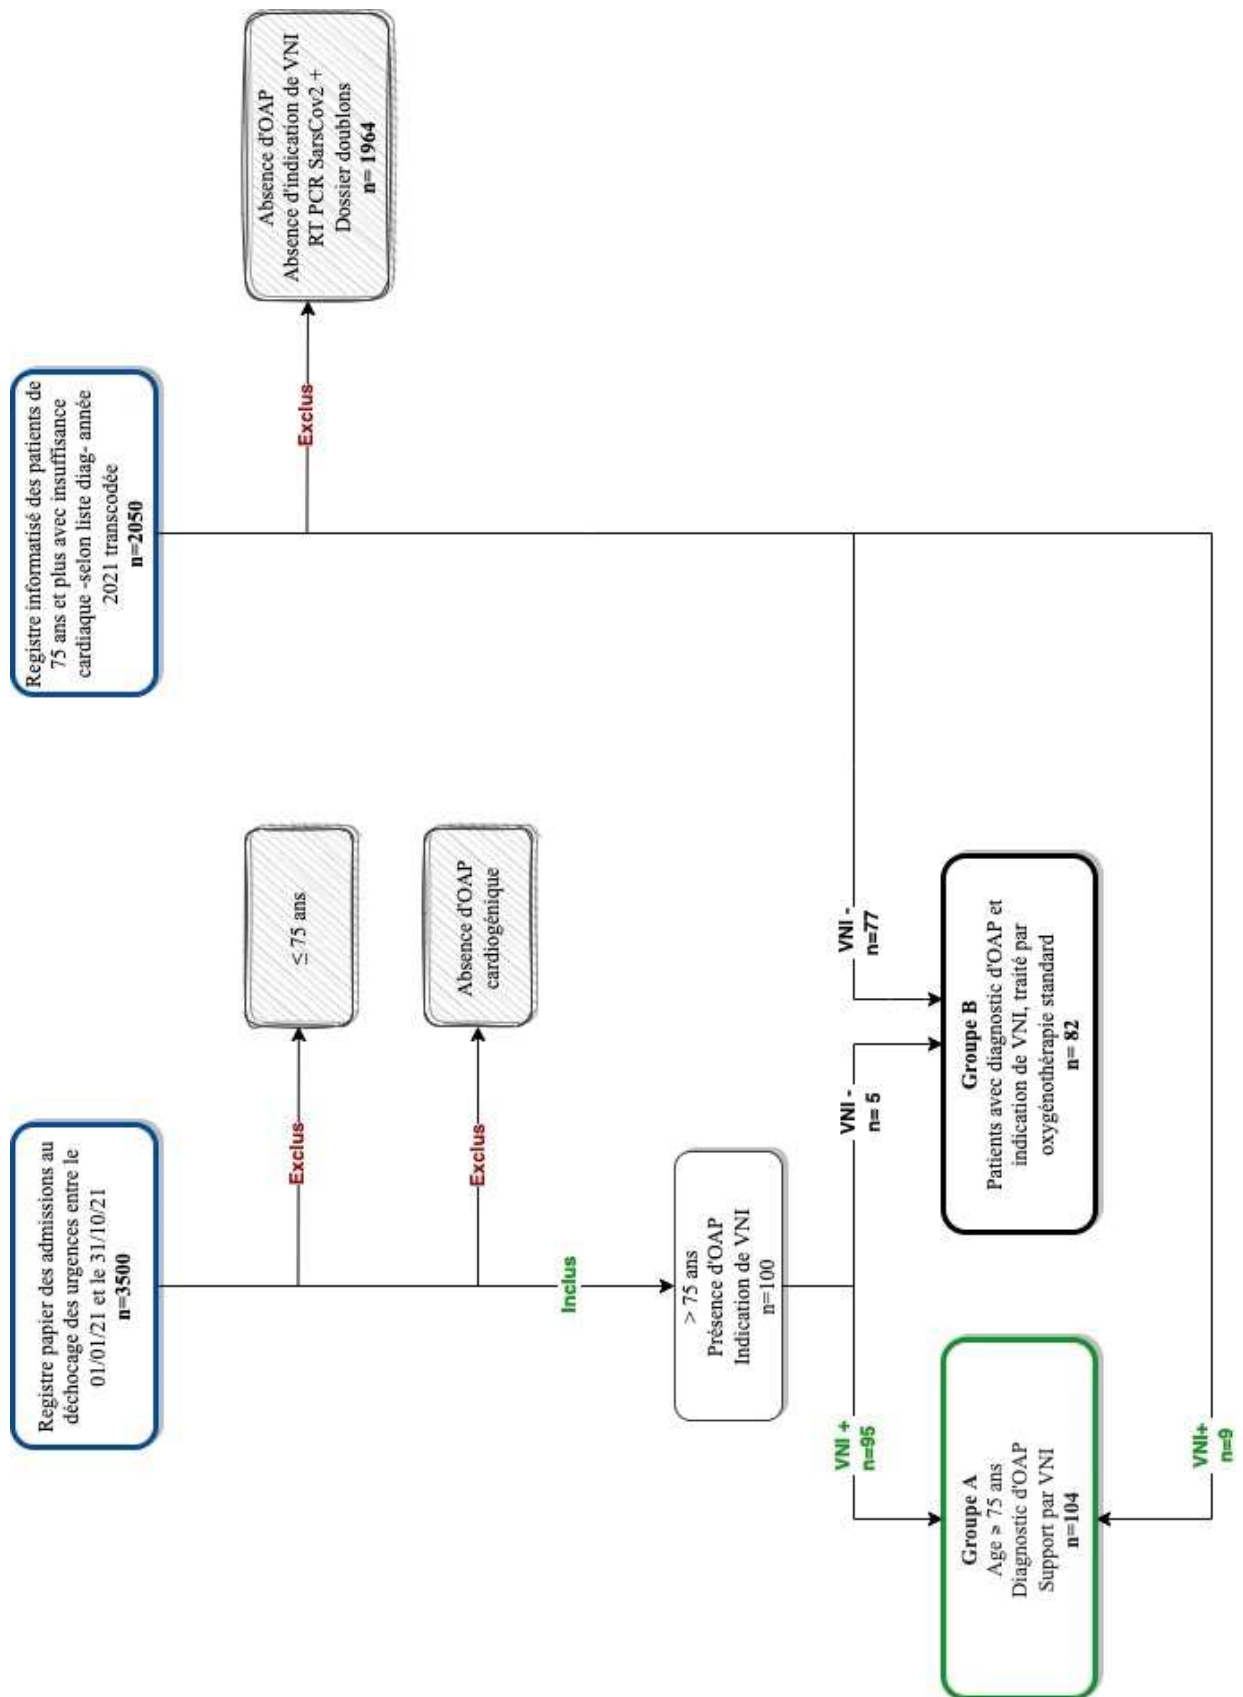 Registre papier des admissions au
déchocage des urgences entre le
01/01/21 et le 31/10/21
n=3500
Registre informatisé des patients de
75 ans et plus avec insuffisance
cardiaque -selon liste diag- année
2021 transcodée
n=2050
Exclus
≤ 75 ans
Exclus
Absence d'OAP
Absence d'indication de VNI
RT PCR SarsCov2 +
Dossier doublons
n= 1964
Exclus
Absence d'OAP
cardiogénique
Inclus
> 75 ans
Présence d'OAP
Indication de VNI
n=100
VNI +
n=95
VNI -
n= 5
VNI -
n=77
Groupe A
Age ≥ 75 ans
Diagnostic d'OAP
Support par VNI
n=104
Groupe B
Patients avec diagnostic d'OAP et
indication de VNI, traité par
oxygénothérapie standard
n= 82
VNI+
n=9